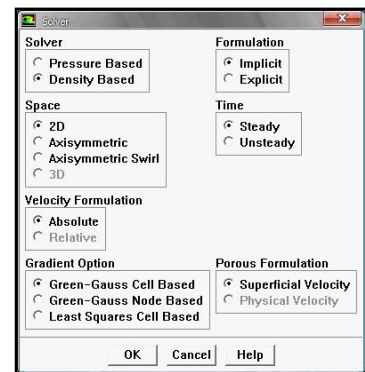 Solver
Solver
Pressure Based
Density Based
Formulation
Implicit
Explicit
Space
2D
Axisymmetric
Axisymmetric Swirl
3D
Time
Steady
Unsteady
Velocity Formulation
Absolute
Relative
Gradient Option
Green-Gauss Cell Based
Green-Gauss Node Based
Least Squares Cell Based
Porous Formulation
Superficial Velocity
Physical Velocity
OK Cancel Help